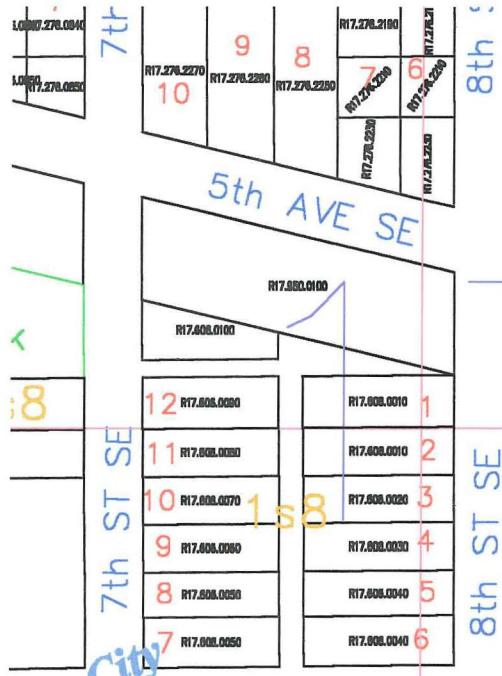 7th
8th S
9
8
R17.276.2190
R17.276.2270
R17.276.2260
R17.276.2250
7
6
10
5th AVE SE
R17.950.0100
R17.608.0100
s8
12 R17.608.0090
R17.608.0010 1
11 R17.608.0080
R17.608.0010 2
10 R17.608.0070
R17.608.0020 3
1s8
9 R17.608.0060
R17.608.0030 4
8 R17.608.0050
R17.608.0040 5
7 R17.608.0050
R17.608.0040 6
7th ST SE
8th ST SE
City